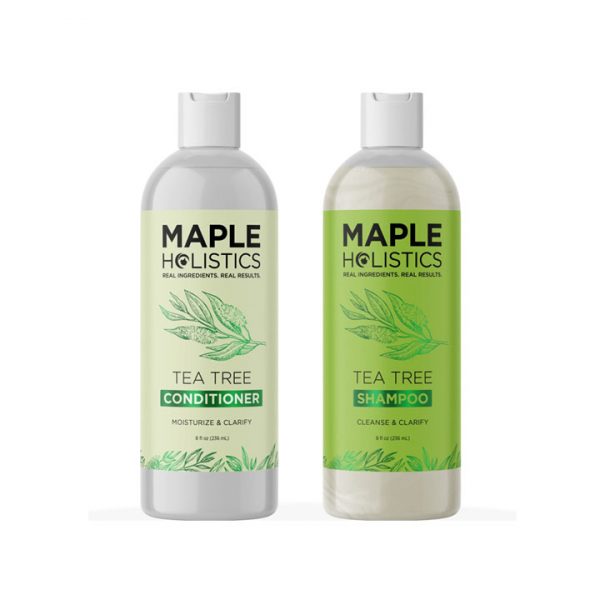 MAPLE
HOLISTICS
REAL INGREDIENTS. REAL RESULTS.
TEA TREE
CONDITIONER
MOISTURIZE & CLARIFY
8 fl oz (236 mL)
MAPLE
HOLISTICS
REAL INGREDIENTS. REAL RESULTS.
TEA TREE
SHAMPOO
CLEANSE & CLARIFY
8 fl oz (236 mL)